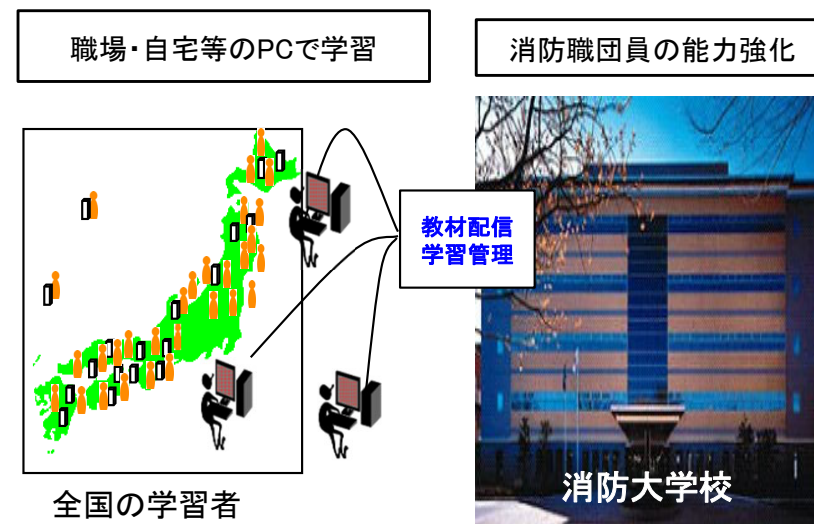 職場・自宅等のPCで学習
消防職団員の能力強化
教材配信
学習管理
全国の学習者
消防大学校